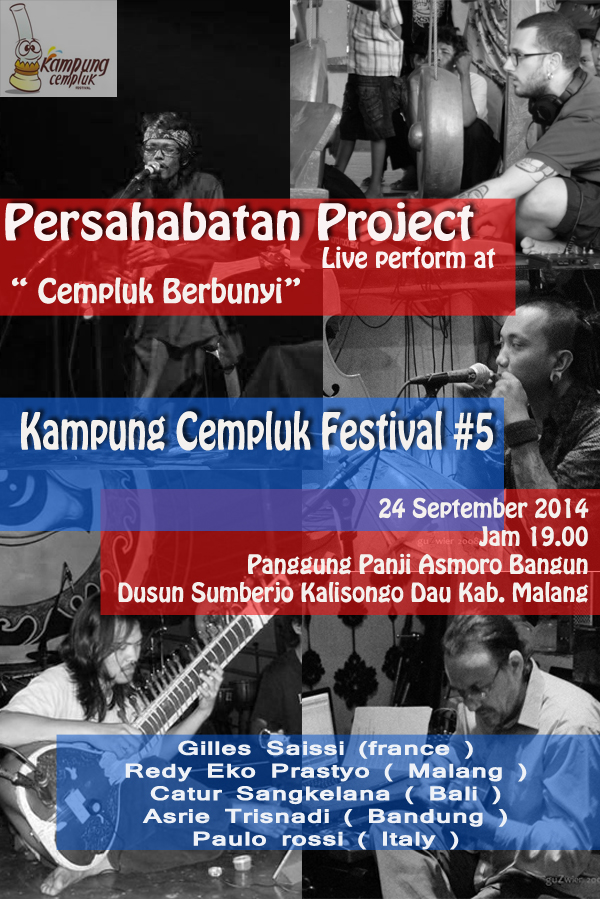 Kampung
cempluk
FESTIVAL
Persahabatan Project
Live perform at
“ Cempluk Berbunyi”
Kampung Cempluk Festival #5
24 September 2014
Jam 19.00
Panggung Panji Asmoro Bangun
Dusun Sumberjo Kalisongo Dau Kab. Malang
Gilles Saissi (france )
Redy Eko Prastyo ( Malang )
Catur Sangkelana ( Bali )
Asrie Trisnadi ( Bandung )
Paulo rossi ( Italy )